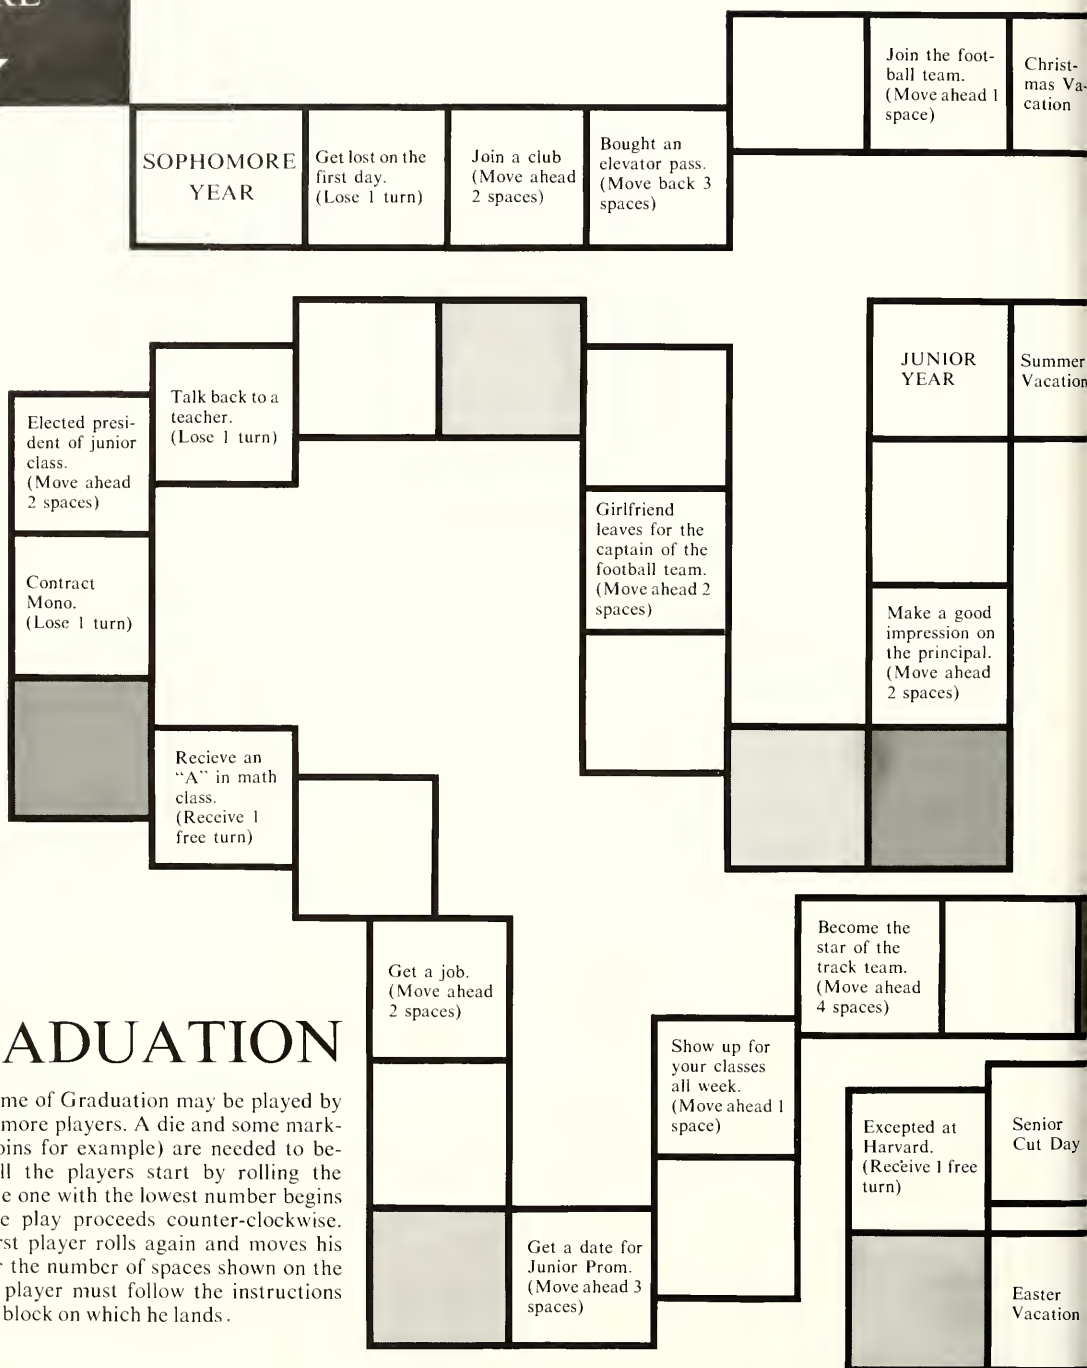 SOPHOMORE
YEAR
Get lost on the
first day.
(Lose 1 turn)
Join a club
(Move ahead
2 spaces)
Bought an
elevator pass.
(Move back 3
spaces)
Join the foot-
ball team.
(Move ahead 1
space)
Christ-
mas Va-
cation
JUNIOR
YEAR
Summer
Vacation
Make a good
impression on
the principal.
(Move ahead
2 spaces)
Girlfriend
leaves for the
captain of the
football team.
(Move ahead 2
spaces)
Talk back to a
teacher.
(Lose 1 turn)
Elected presi-
dent of junior
class.
(Move ahead
2 spaces)
Contract
Mono.
(Lose 1 turn)
Recieve an
“A” in math
class.
(Receive 1
free turn)
Get a job.
(Move ahead
2 spaces)
Get a date for
Junior Prom.
(Move ahead 3
spaces)
Show up for
your classes
all week.
(Move ahead 1
space)
Become the
star of the
track team.
(Move ahead
4 spaces)
Senior
Cut Day
Excepted at
Harvard.
(Receive 1 free
turn)
Easter
Vacation
ADUATION
me of Graduation may be played by
more players. A die and some mark-
oins for example) are needed to be-
ll the players start by rolling the
e one with the lowest number begins
e play proceeds counter-clockwise.
rst player rolls again and moves his
r the number of spaces shown on the
player must follow the instructions
block on which he lands.